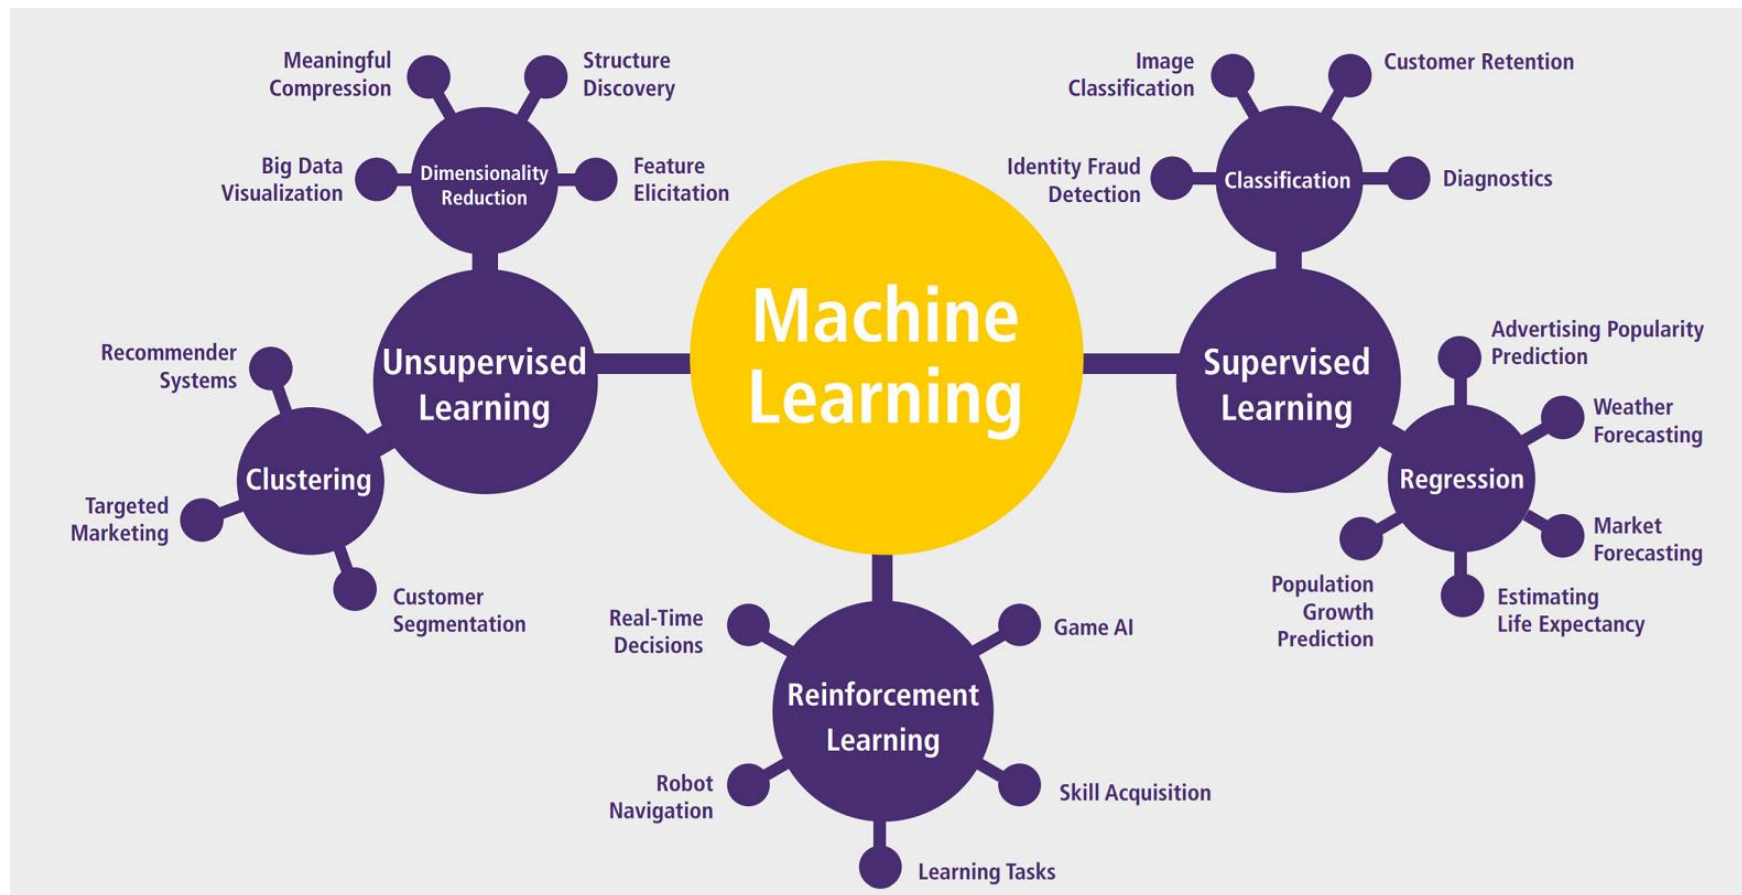 Machine
Learning
Unsupervised
Learning
Dimensionality
Reduction
Meaningful
Compression
Structure
Discovery
Big Data
Visualization
Feature
Elicitation
Clustering
Recommender
Systems
Targeted
Marketing
Customer
Segmentation
Supervised
Learning
Classification
Image
Classification
Customer Retention
Identity Fraud
Detection
Diagnostics
Regression
Advertising Popularity
Prediction
Weather
Forecasting
Market
Forecasting
Estimating
Life Expectancy
Population
Growth
Prediction
Reinforcement
Learning
Real-Time
Decisions
Game AI
Robot
Navigation
Skill Acquisition
Learning Tasks